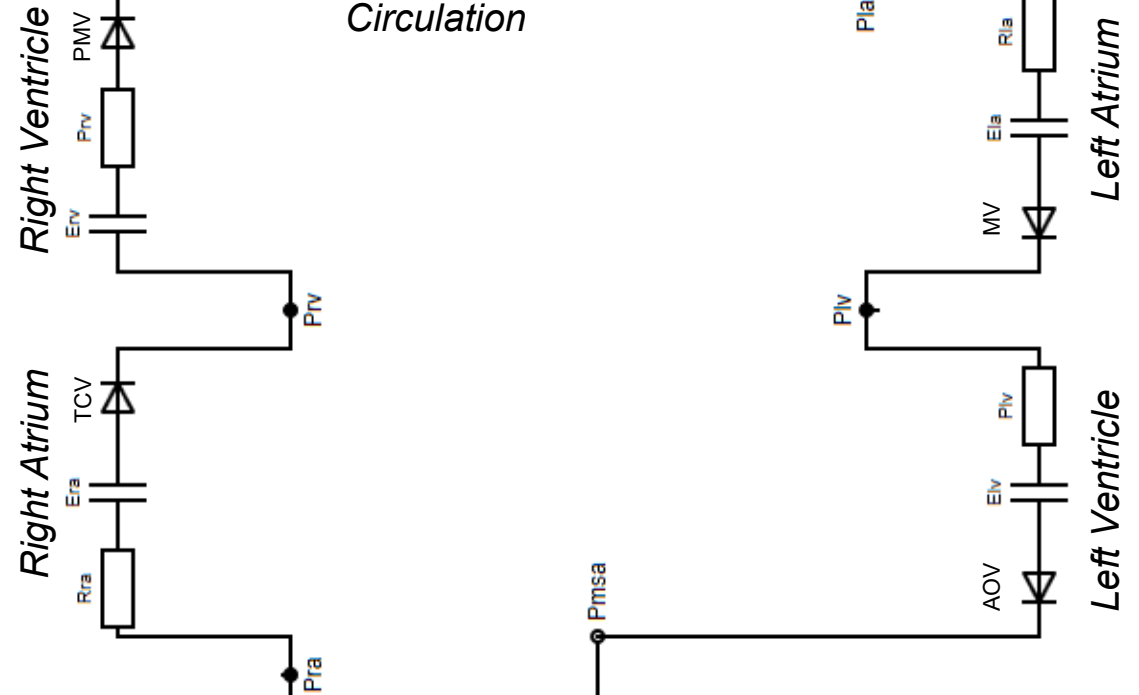 Circulation
Right Ventricle
PMV
Prv
Erv
Prv
Right Atrium
TCV
Era
Rra
Pra
Pla
Rla
Ela
Left Atrium
MV
Plv
Plv
Elv
Left Ventricle
AOV
Pmsa